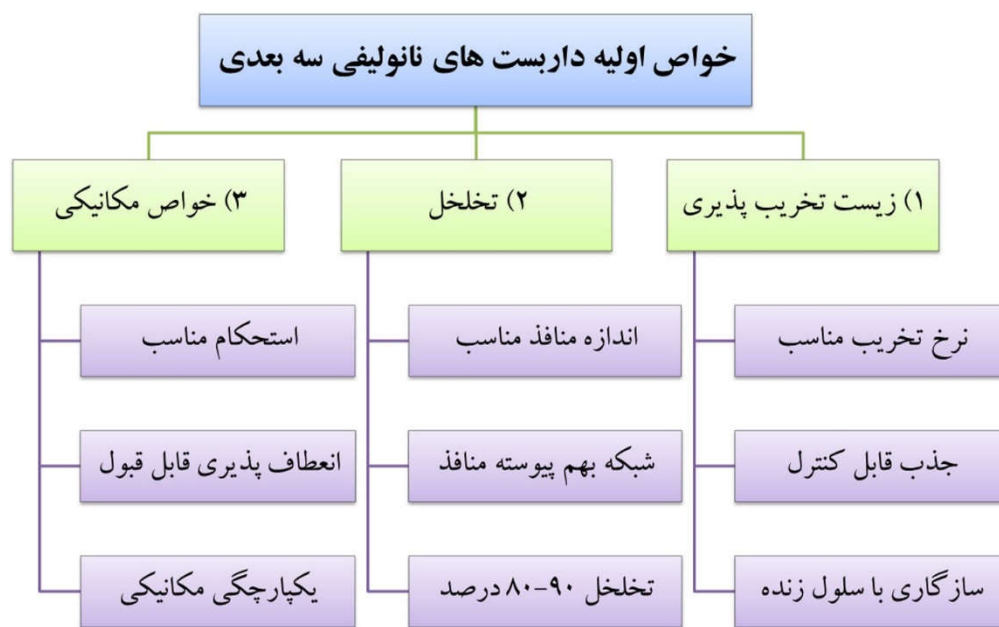 خواص اولیه داربست های نانولیفی سه بعدی
۱) زیست تخریب پذیری
نرخ تخریب مناسب
جذب قابل کنترل
سازگاری با سلول زنده
۲) تخلخل
اندازه منافذ مناسب
شبکه بهم پیوسته منافذ
تخلخل ۹۰-۸۰ درصد
۳) خواص مکانیکی
استحکام مناسب
انعطاف پذیری قابل قبول
یکپارچگی مکانیکی